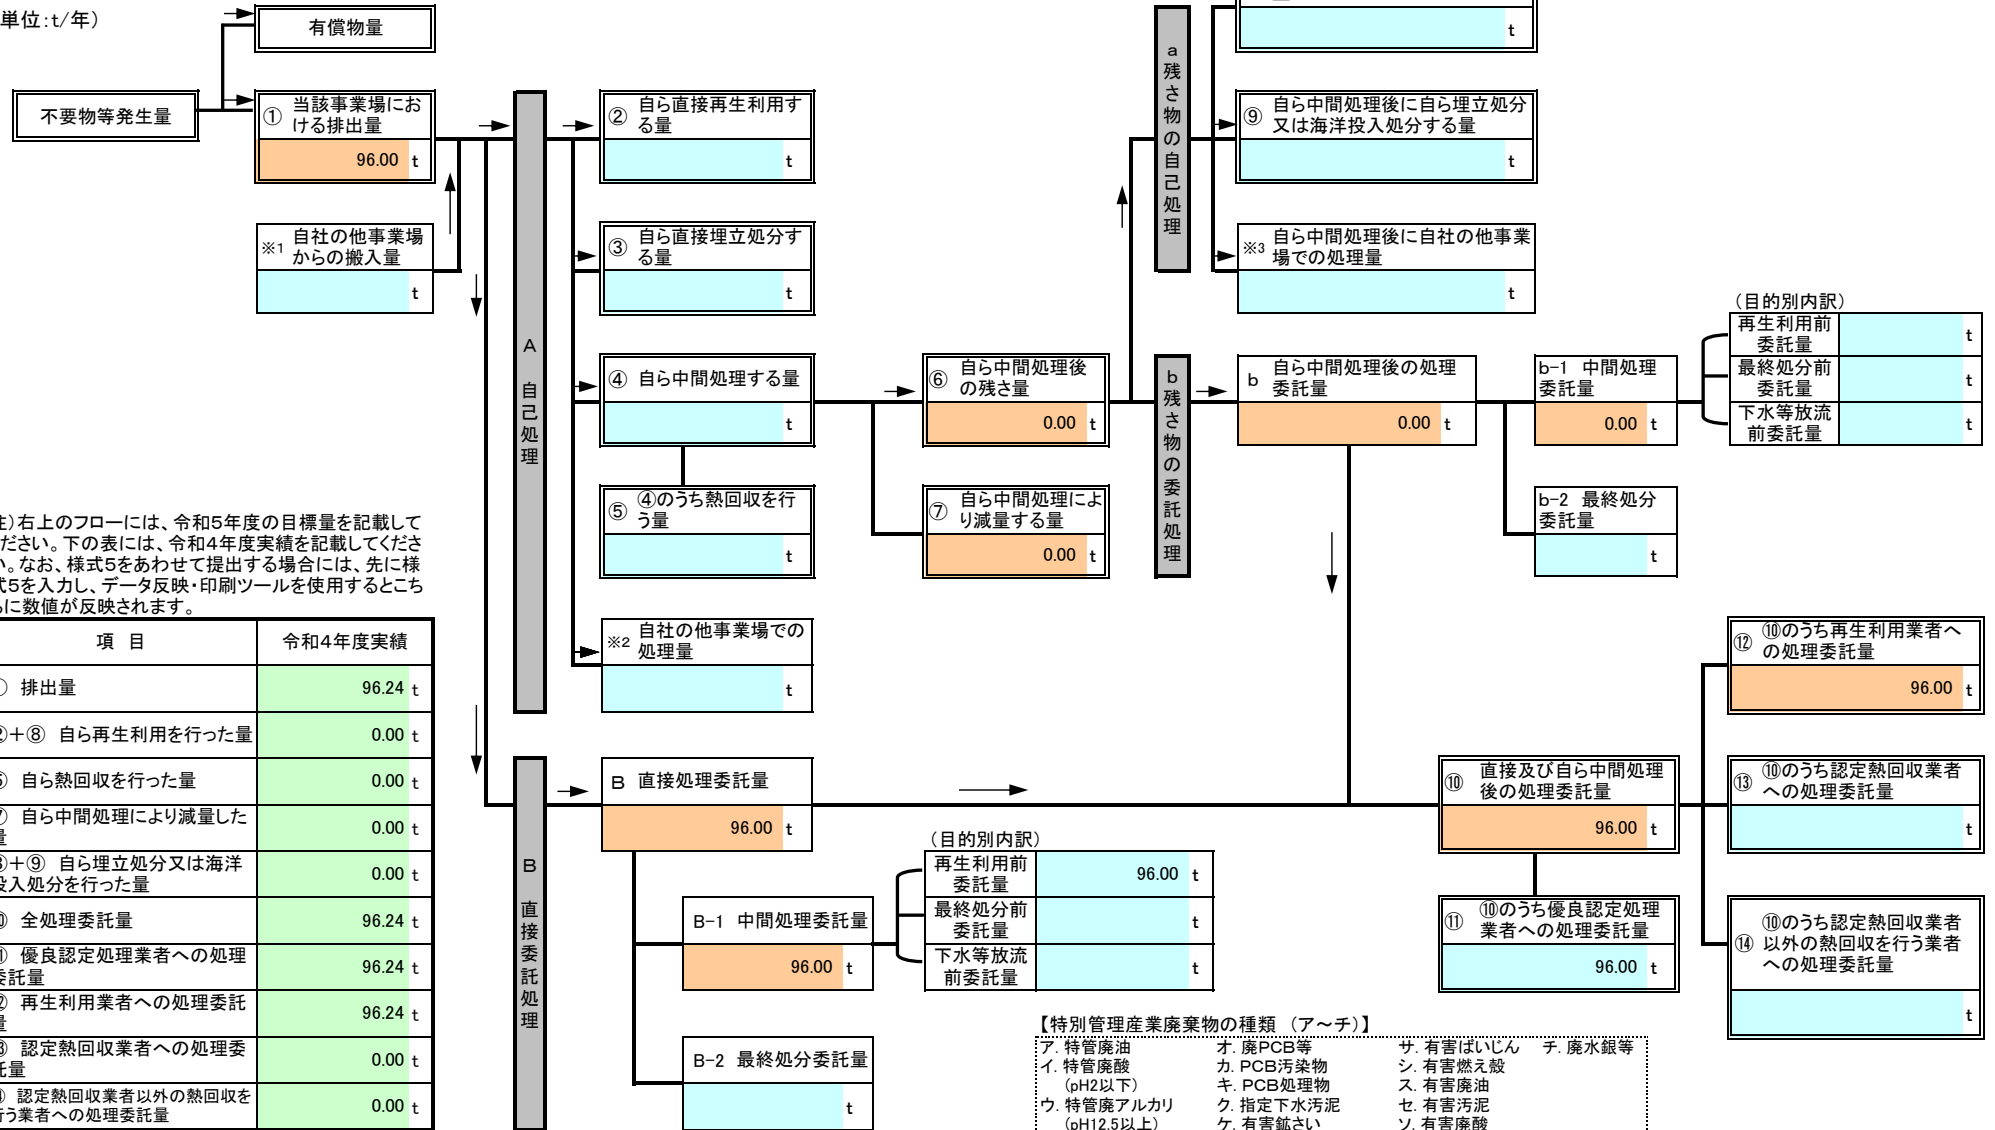 単位:t/年)
有償物量
不要物等発生量
① 当該事業場にお
ける排出量
96.00 t
※1 自社の他事業場
からの搬入量
t
A 自己処理
② 自ら直接再生利用す
る量
t
③ 自ら直接埋立処分す
る量
t
④ 自ら中間処理する量
t
⑤ ④のうち熱回収を行
う量
t
※2 自社の他事業場での
処理量
t
⑥ 自ら中間処理後
の残さ量
0.00 t
⑦ 自ら中間処理によ
り減量する量
0.00 t
a 残さ物の自己処理
t
⑨ 自ら中間処理後に自ら埋立処分
又は海洋投入処分する量
t
※3 自ら中間処理後に自社の他事業
場での処理量
t
b 残さ物の委託処理
b 自ら中間処理後の処理
委託量
0.00 t
b-1 中間処理
委託量
0.00 t
(目的別内訳)
再生利用前
委託量 t
最終処分前
委託量 t
下水等放流
前委託量 t
b-2 最終処分
委託量
t
)右上のフローには、令和5年度の目標量を記載して
ださい。下の表には、令和4年度実績を記載してくださ
。なお、様式5をあわせて提出する場合には、先に様
式5を入力し、データ反映・印刷ツールを使用するとこち
に数値が反映されます。
項 目 令和4年度実績
排出量 96.24 t
+⑧ 自ら再生利用を行った量 0.00 t
自ら熱回収を行った量 0.00 t
自ら中間処理により減量した
量 0.00 t
+⑨ 自ら埋立処分又は海洋
投入処分を行った量 0.00 t
全処理委託量 96.24 t
優良認定処理業者への処理
委託量 96.24 t
再生利用業者への処理委託
量 96.24 t
認定熱回収業者への処理委
託量 0.00 t
認定熱回収業者以外の熱回収を
行う業者への処理委託量 0.00 t
B 直接委託処理
B 直接処理委託量
96.00 t
B-1 中間処理委託量
96.00 t
(目的別内訳)
再生利用前
委託量 96.00 t
最終処分前
委託量 t
下水等放流
前委託量 t
B-2 最終処分委託量
t
⑩ 直接及び自ら中間処理
後の処理委託量
96.00 t
⑪ ⑩のうち優良認定処理
業者への処理委託量
96.00 t
⑫ ⑩のうち再生利用業者へ
の処理委託量
96.00 t
⑬ ⑩のうち認定熱回収業者
への処理委託量
t
⑭ ⑩のうち認定熱回収業者
以外の熱回収を行う業者
への処理委託量
t
【特別管理産業廃棄物の種類 (ア~チ)】
ア. 特管廃油 オ. 廃PCB等 サ. 有害ばいじん チ. 廃水銀等
イ. 特管廃酸 カ. PCB汚染物 シ. 有害燃え殻
(pH2以下) キ. PCB処理物 ス. 有害廃油
ウ. 特管廃アルカリ ク. 指定下水汚泥 セ. 有害汚泥
(pH12.5以上) ケ. 有害鉱さい ソ. 有害廃酸